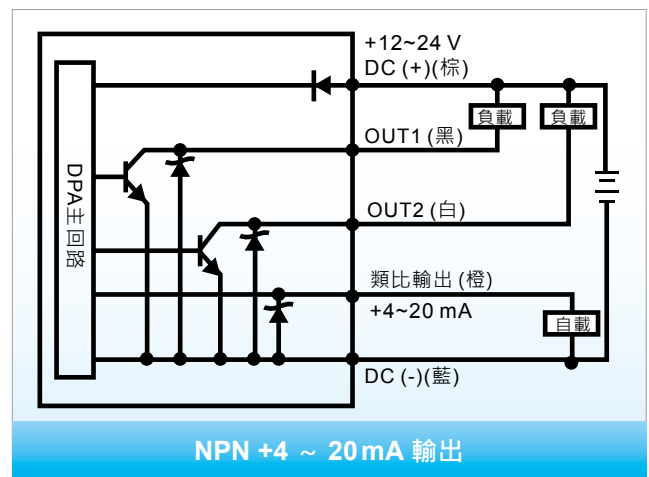 +12~24 V
DC (+)(棕)
負載
負載
OUT1 (黑)
DPA主回路
OUT2 (白)
類比輸出 (橙)
+4~20 mA
自載
DC (-)(藍)
NPN +4 ~ 20 mA 輸出